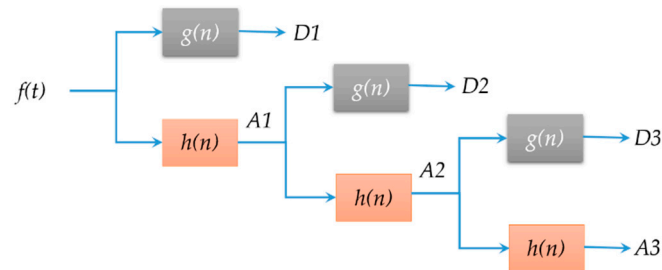 g(n) D1
f(t)
g(n) D2
A1
h(n)
g(n) D3
A2
h(n)
h(n) A3